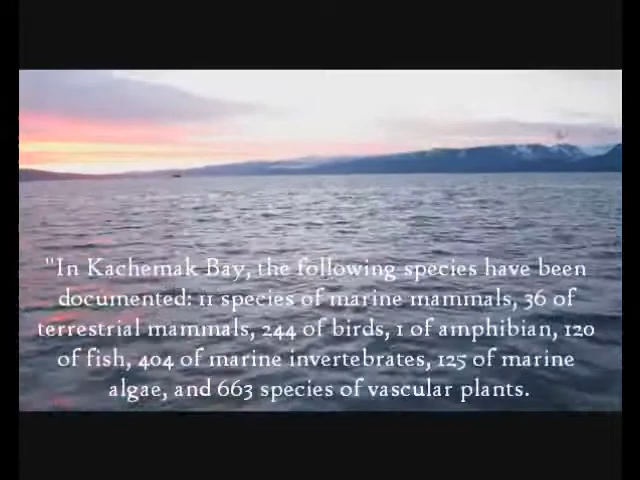 "In Kachemak Bay, the following species have been
documented: 11 species of marine mammals, 36 of
terrestrial mammals, 244 of birds, 1 of amphibian, 120
of fish, 404 of marine invertebrates, 125 of marine
algae, and 663 species of vascular plants.